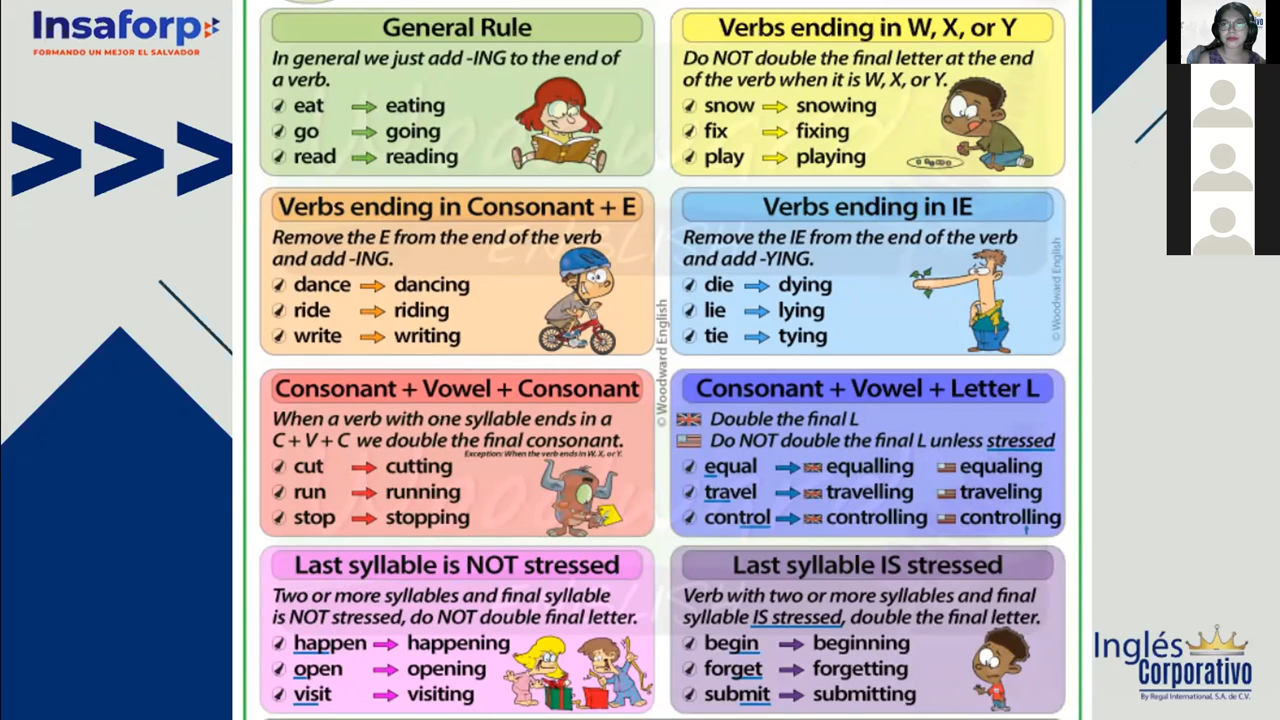 Insaforp
FORMANDO UN MEJOR EL SALVADOR
General Rule
In general we just add -ING to the end of
a verb.
eat eating
go going
read reading
Verbs ending in W, X, or Y
Do NOT double the final letter at the end
of the verb when it is W, X, or Y.
snow snowing
fix fixing
play playing
Verbs ending in Consonant + E
Remove the E from the end of the verb
and add -ING.
dance dancing
ride riding
write writing
Verbs ending in IE
Remove the IE from the end of the verb
and add -YING.
die dying
lie lying
tie tying
© Woodward English
© Woodward English
Consonant + Vowel + Consonant
When a verb with one syllable ends in a
C + V + C we double the final consonant.
Exception: When the verb ends in W, X, or Y.
cut cutting
run running
stop stopping
Consonant + Vowel + Letter L
Double the final L
Do NOT double the final L unless stressed
equal equalling equaling
travel travelling traveling
control controlling controlling
Last syllable is NOT stressed
Two or more syllables and final syllable
is NOT stressed, do NOT double final letter.
happen happening
open opening
visit visiting
Last syllable IS stressed
Verb with two or more syllables and final
syllable IS stressed, double the final letter.
begin beginning
forget forgetting
submit submitting
Inglés
Corporativo
By Regal International, S.A. de C.V.